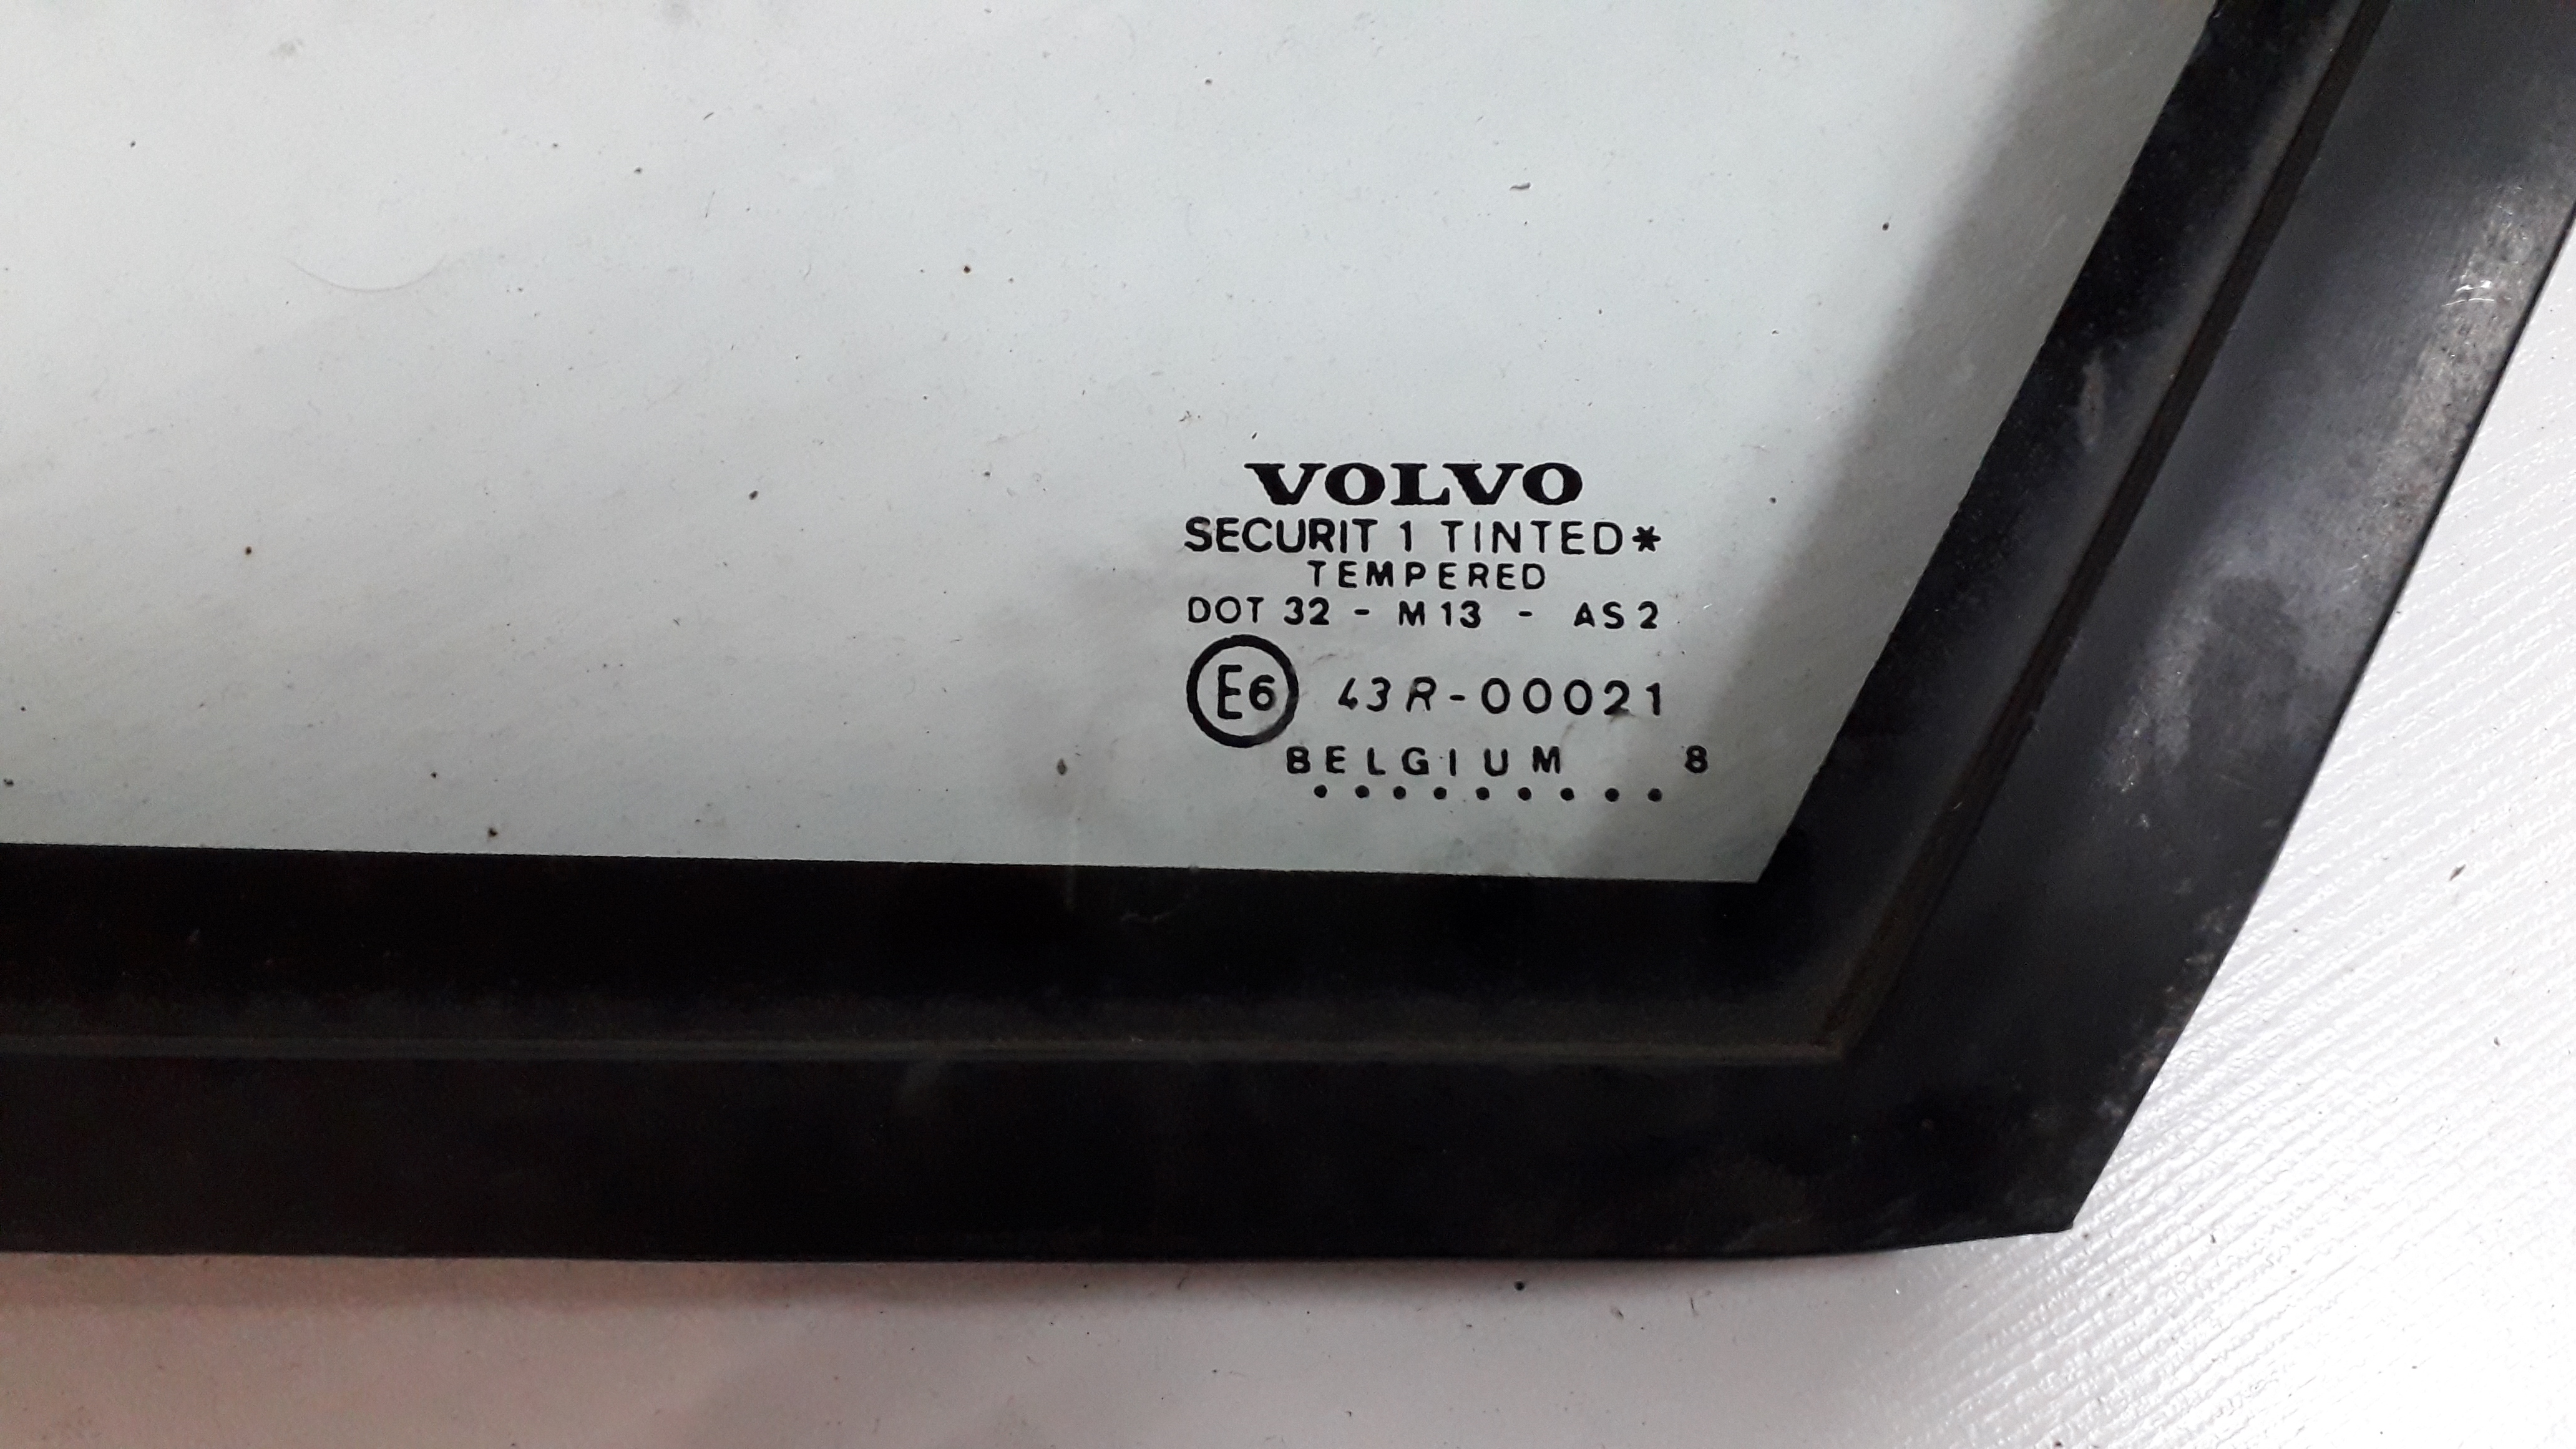 VOLVO
SECURIT 1 TINTED*
TEMPERED
DOT 32 - M13 - AS2
E6 43R-00021
BELGIUM 8
.........